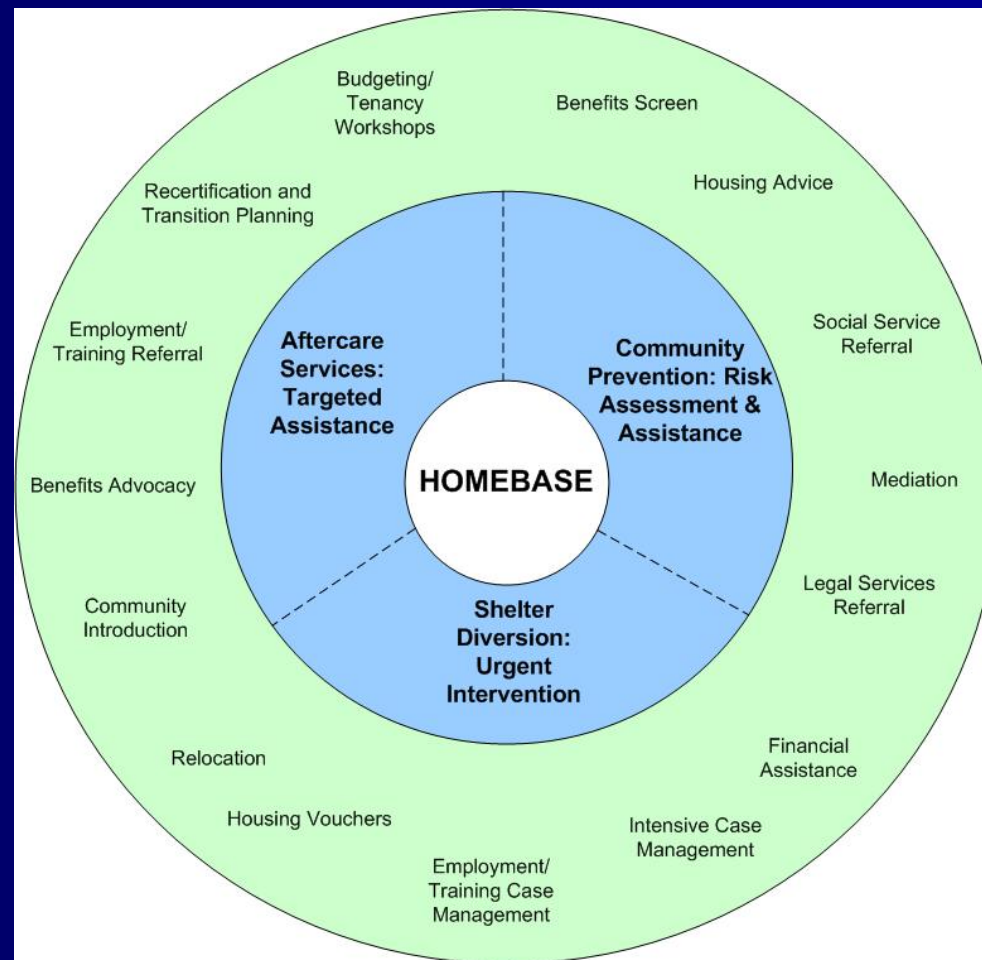 Budgeting/
Tenancy
Workshops
Benefits Screen
Housing Advice
Recertification and
Transition Planning
Social Service
Referral
Employment/
Training Referral
Aftercare
Services:
Targeted
Assistance
Community
Prevention: Risk
Assessment &
Assistance
HOMEBASE
Benefits Advocacy
Mediation
Legal Services
Referral
Community
Introduction
Shelter
Diversion:
Urgent
Intervention
Relocation
Financial
Assistance
Housing Vouchers
Intensive Case
Management
Employment/
Training Case
Management